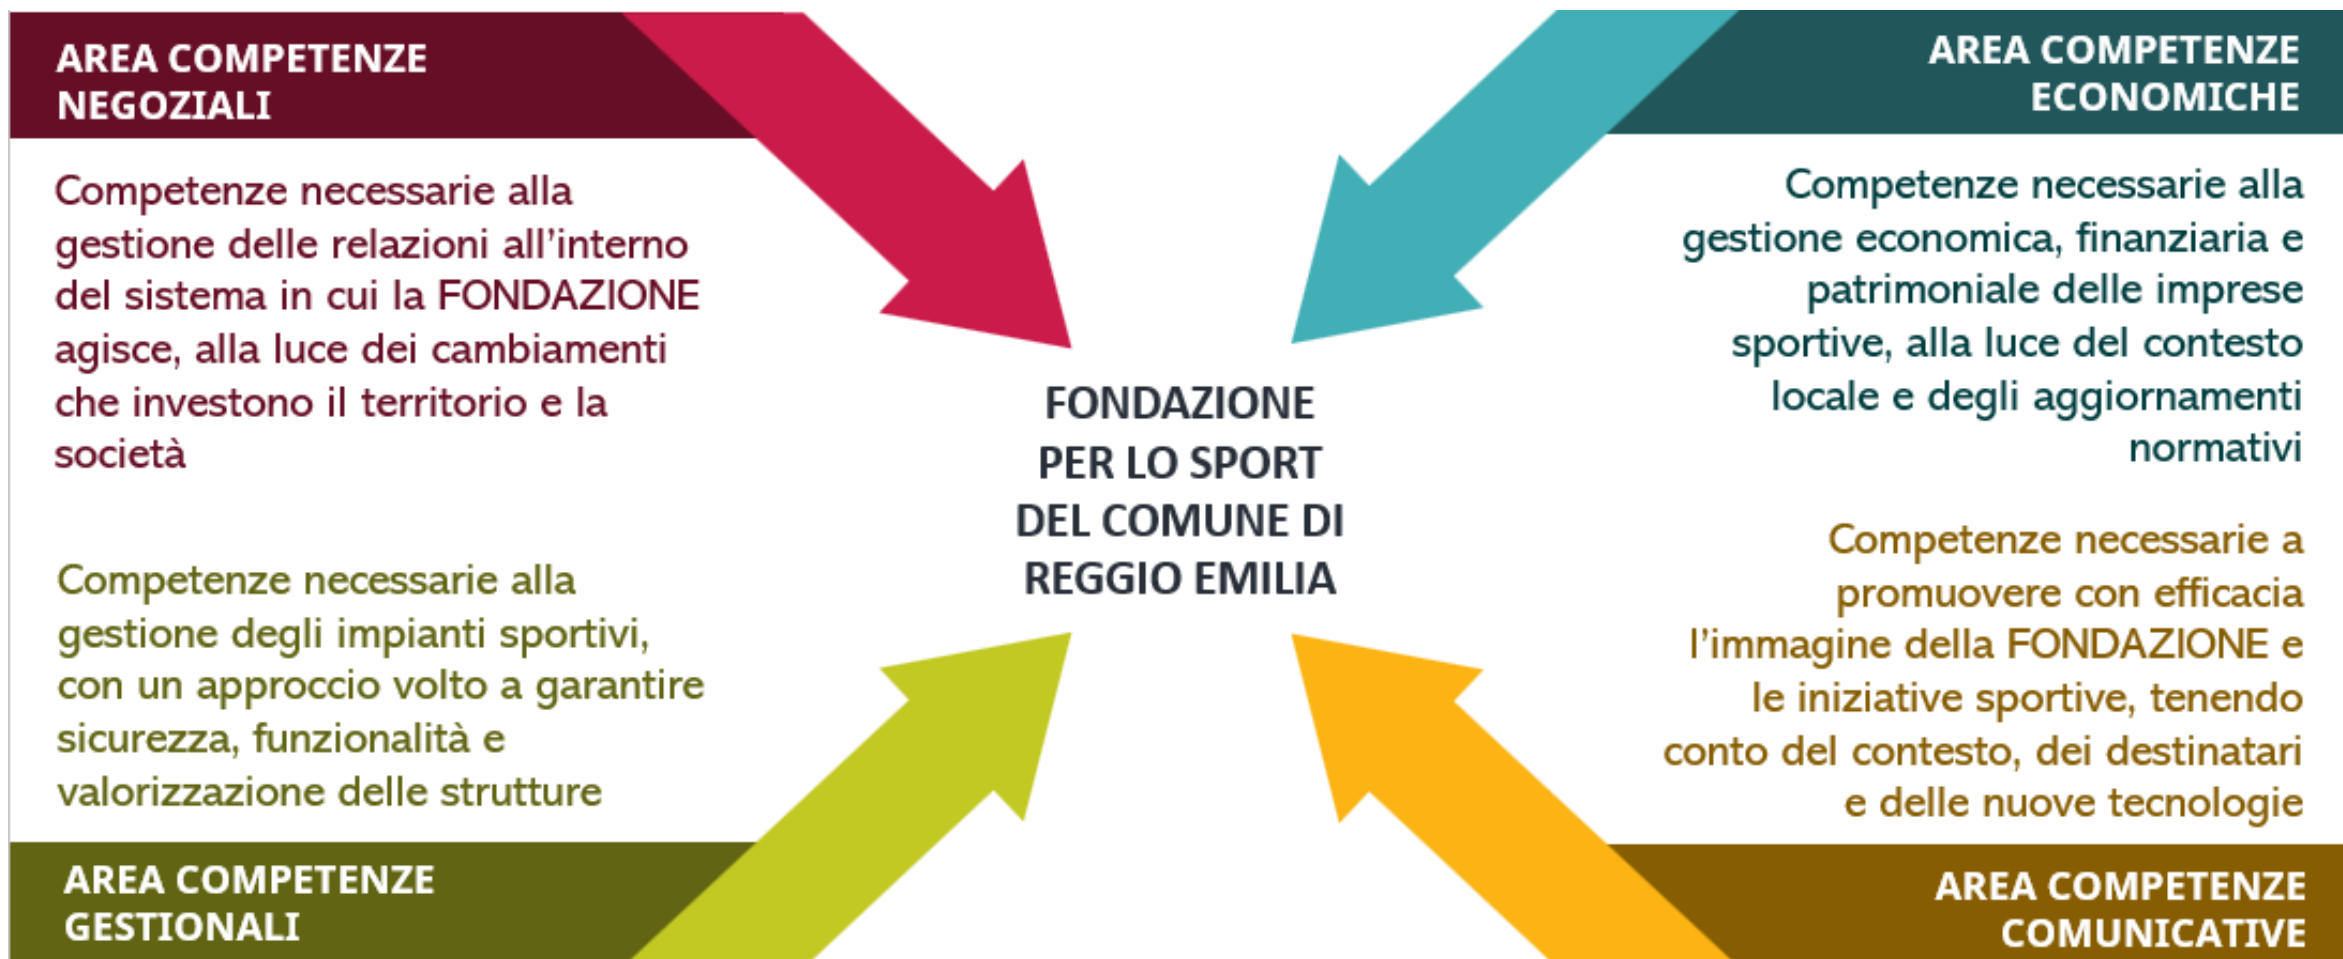 AREA COMPETENZE
NEGOZIALI
Competenze necessarie alla
gestione delle relazioni all'interno
del sistema in cui la FONDAZIONE
agisce, alla luce dei cambiamenti
che investono il territorio e la
società
AREA COMPETENZE
ECONOMICHE
Competenze necessarie alla
gestione economica, finanziaria e
patrimoniale delle imprese
sportive, alla luce del contesto
locale e degli aggiornamenti
normativi
FONDAZIONE
PER LO SPORT
DEL COMUNE DI
REGGIO EMILIA
Competenze necessarie alla
gestione degli impianti sportivi,
con un approccio volto a garantire
sicurezza, funzionalità e
valorizzazione delle strutture
AREA COMPETENZE
GESTIONALI
Competenze necessarie a
promuovere con efficacia
l'immagine della FONDAZIONE e
le iniziative sportive, tenendo
conto del contesto, dei destinatari
e delle nuove tecnologie
AREA COMPETENZE
COMUNICATIVE